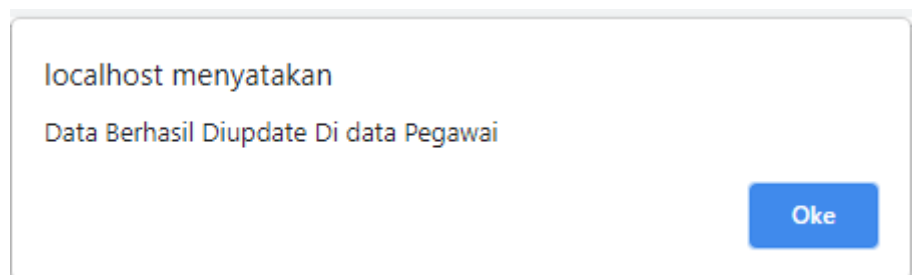 localhost menyatakan
Data Berhasil Diupdate Di data Pegawai
Oke